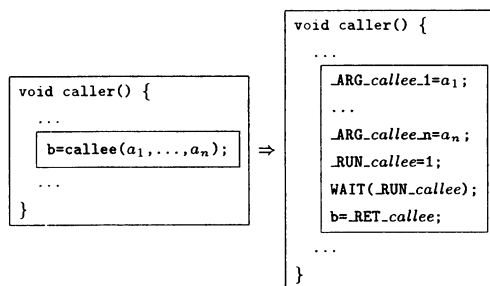 void caller() {
...
b=callee(a₁,...,aₙ);
...
}
⇒
void caller() {
...
_ARG_callee_1=a₁;
...
_ARG_callee_n=aₙ;
_RUN_callee=1;
WAIT(_RUN_callee);
b=_RET_callee;
...
}